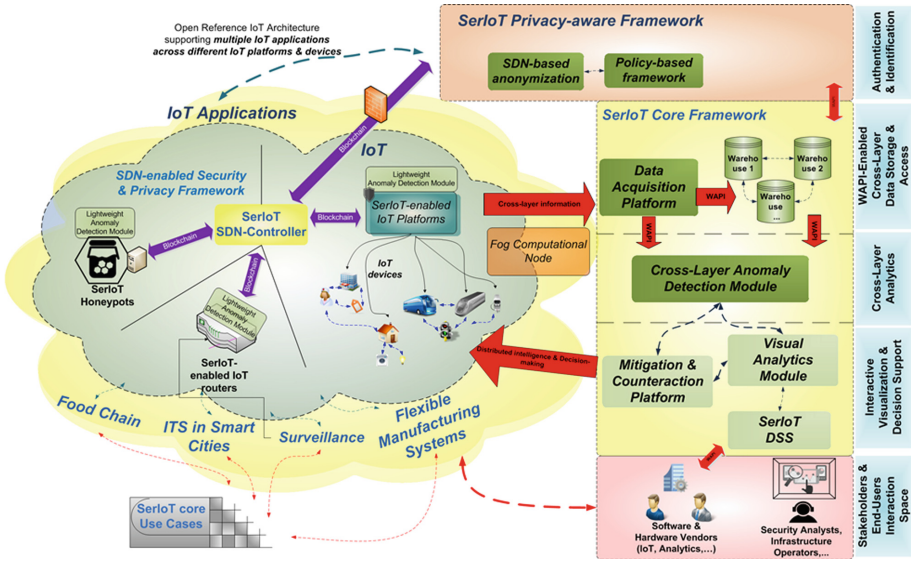 Open Reference IoT Architecture
supporting multiple IoT applications
across different IoT platforms & devices
SerIoT Privacy-aware Framework
SDN-based
anonymization
Policy-based
framework
Authentication
& Identification
IoT Applications
IoT
Blockchain
SDN-enabled Security
& Privacy Framework
Lightweight
Anomaly Detection Module
SerIoT-enabled
IoT Platforms
SerIoT
SDN-Controller
Blockchain
Blockchain
Blockchain
Lightweight
Anomaly
Detection Module
SerIoT
Honeypots
Lightweight
Anomaly
Detection Module
SerIoT-
enabled IoT
routers
IoT
devices
Cross-layer information
Fog Computational
Node
Distributed intelligence & Decision-
making
SerIoT Core Framework
Data
Acquisition
Platform
WAPI
WAPI
WAPI
Wareho
use 1
Wareho
use 2
Wareho
use
...
WAPI-Enabled
Cross-Layer
Data Storage &
Access
Cross-Layer Anomaly
Detection Module
Cross-Layer
Analytics
Mitigation &
Counteraction
Platform
Visual
Analytics
Module
SerIoT
DSS
Interactive
Visualization &
Decision Support
Food Chain
ITS in Smart
Cities
Surveillance
Flexible
Manufacturing
Systems
SerIoT core
Use Cases
Software &
Hardware Vendors
(IoT, Analytics,...)
Security Analysts,
Infrastructure
Operators,...
Stakeholders &
End-Users
Interaction
Space